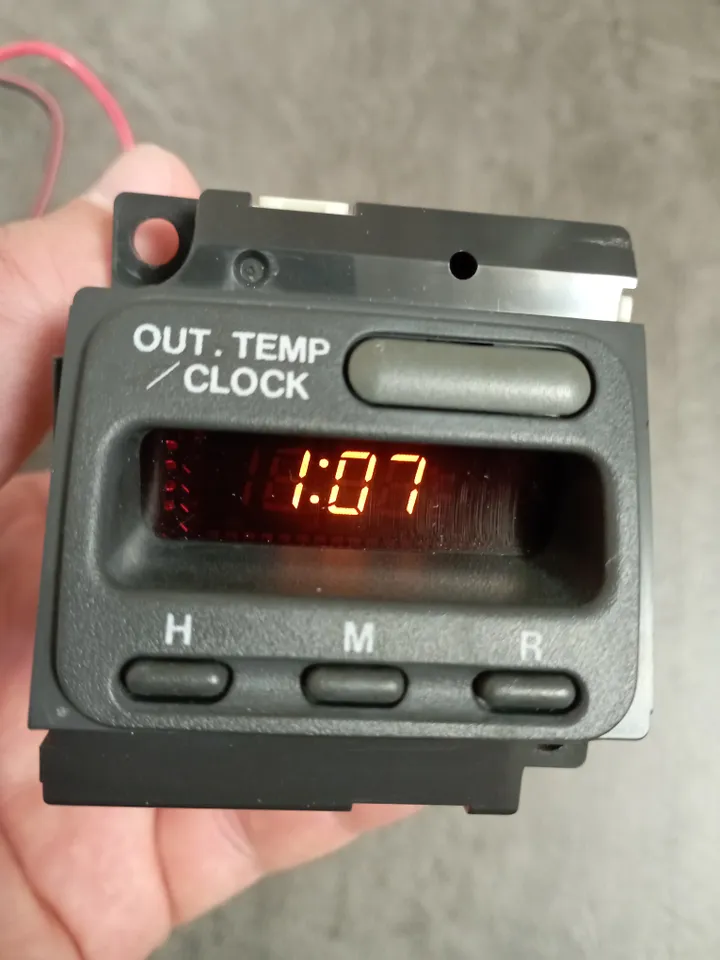 OUT. TEMP
/CLOCK
1:07
H M R